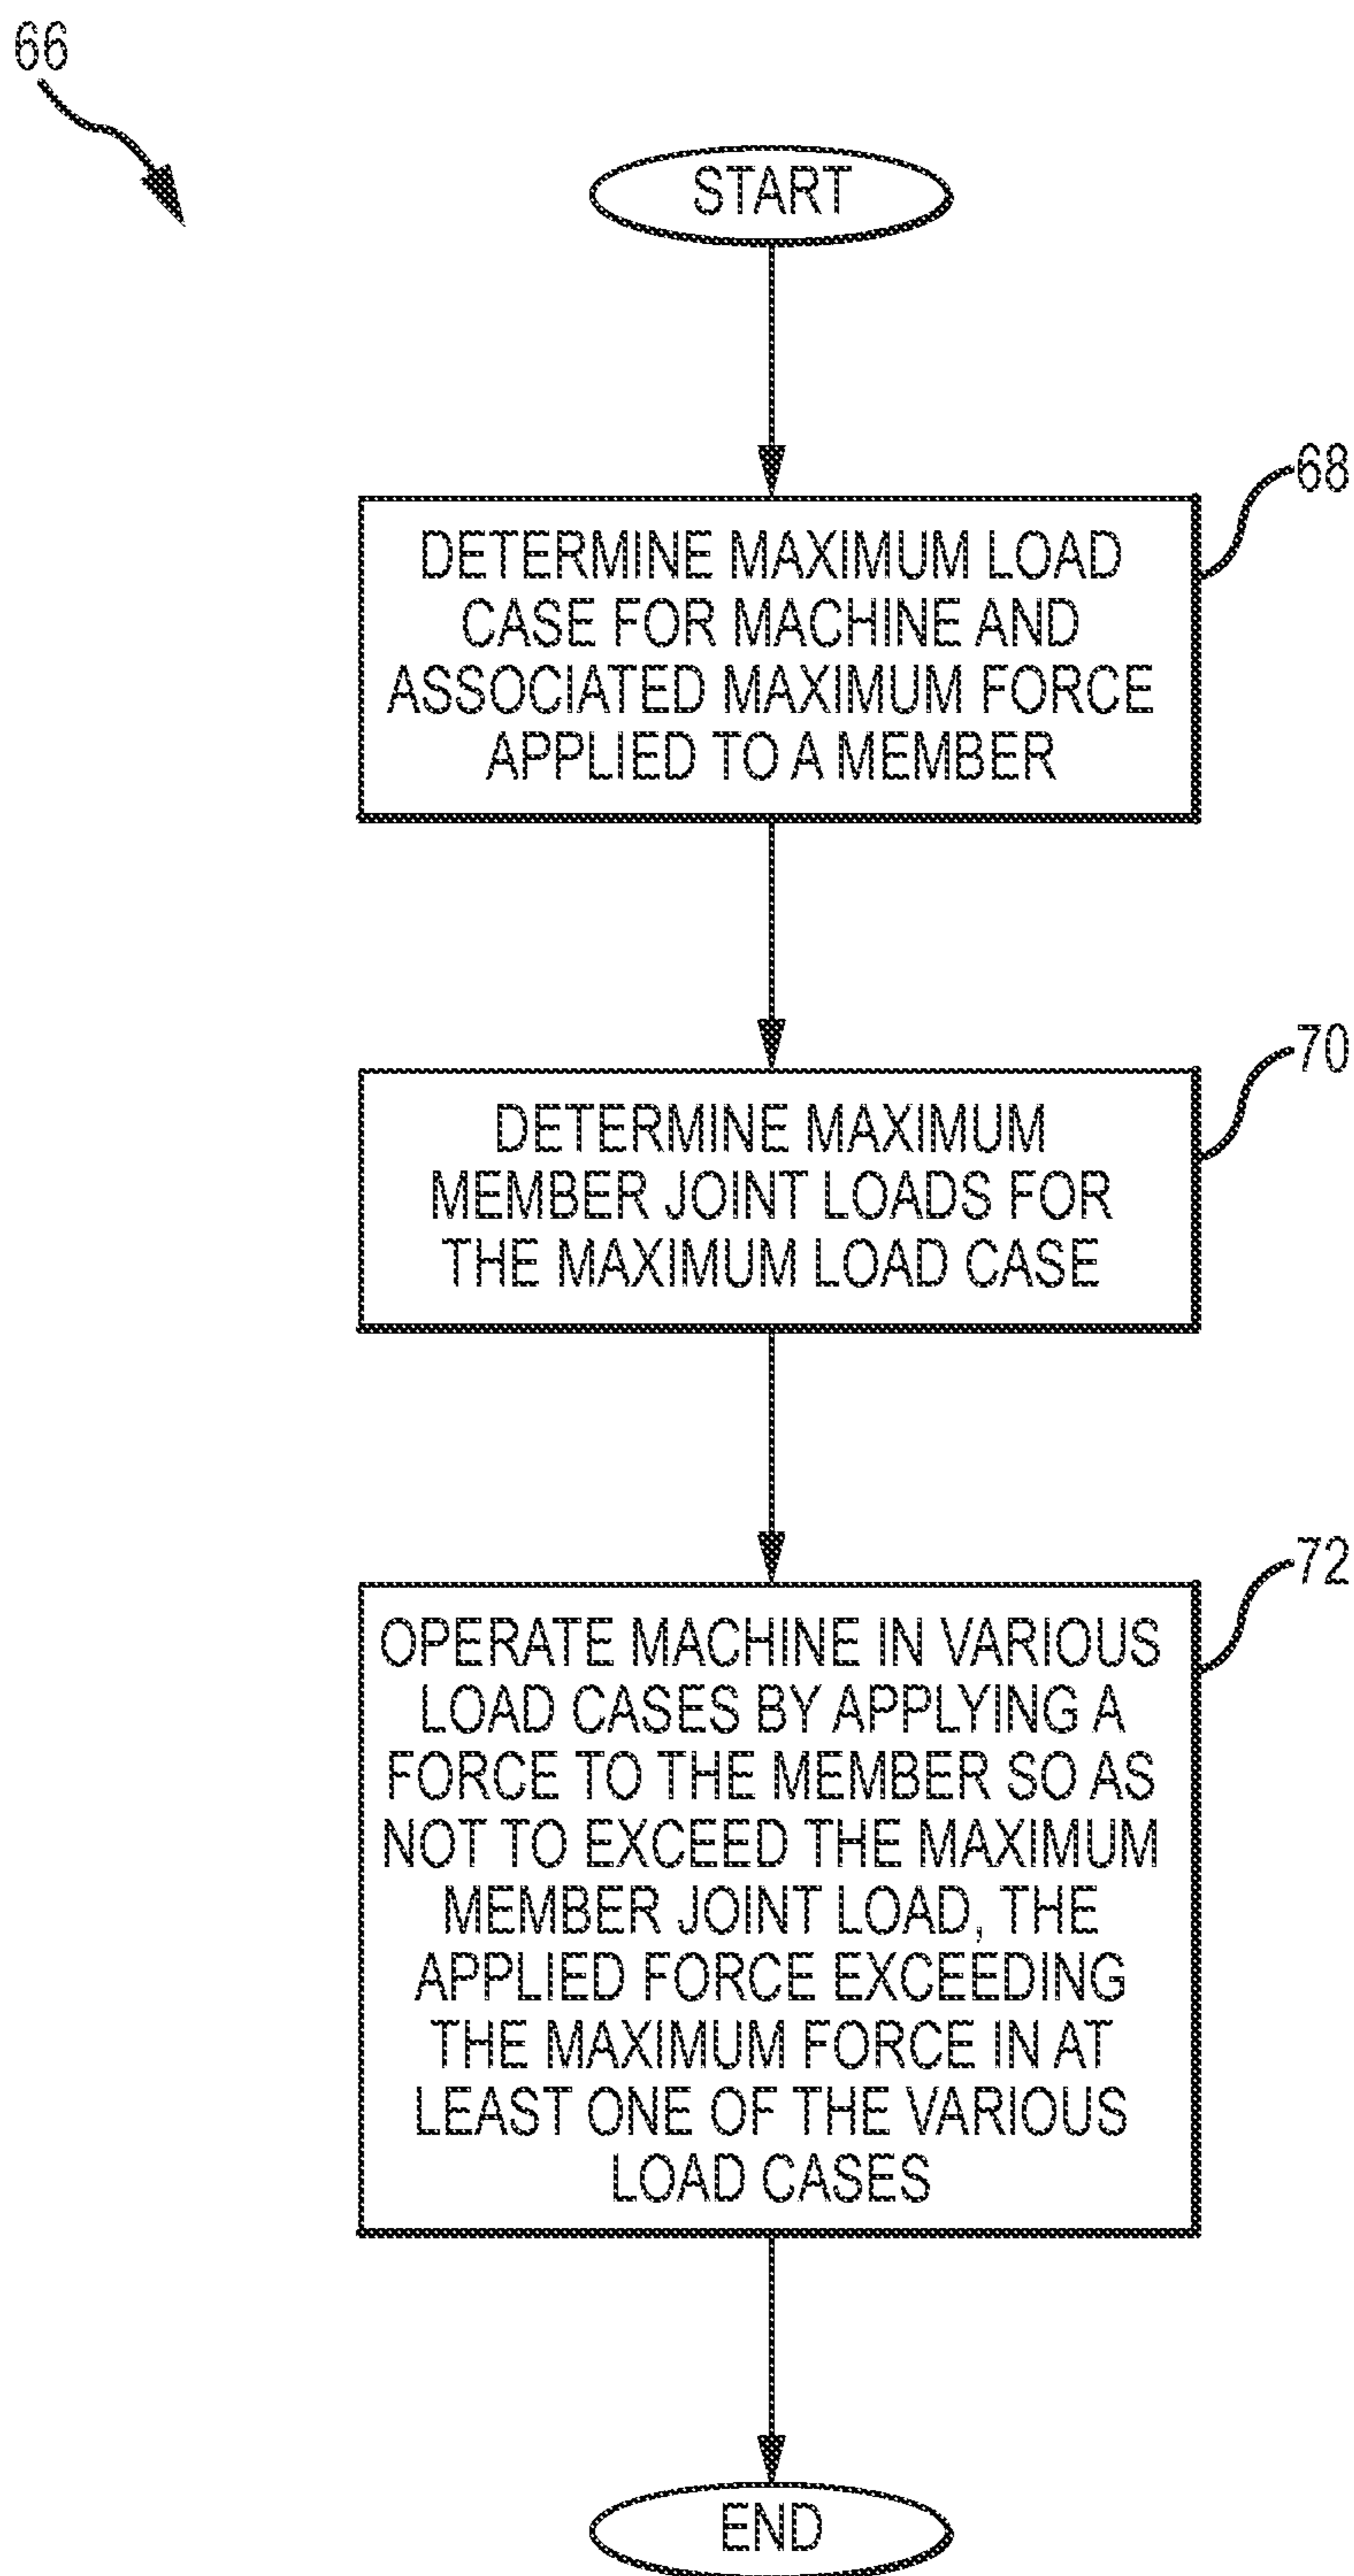 66
START
68
DETERMINE MAXIMUM LOAD
CASE FOR MACHINE AND
ASSOCIATED MAXIMUM FORCE
APPLIED TO A MEMBER
70
DETERMINE MAXIMUM
MEMBER JOINT LOADS FOR
THE MAXIMUM LOAD CASE
72
OPERATE MACHINE IN VARIOUS
LOAD CASES BY APPLYING A
FORCE TO THE MEMBER SO AS
NOT TO EXCEED THE MAXIMUM
MEMBER JOINT LOAD, THE
APPLIED FORCE EXCEEDING
THE MAXIMUM FORCE IN AT
LEAST ONE OF THE VARIOUS
LOAD CASES
END